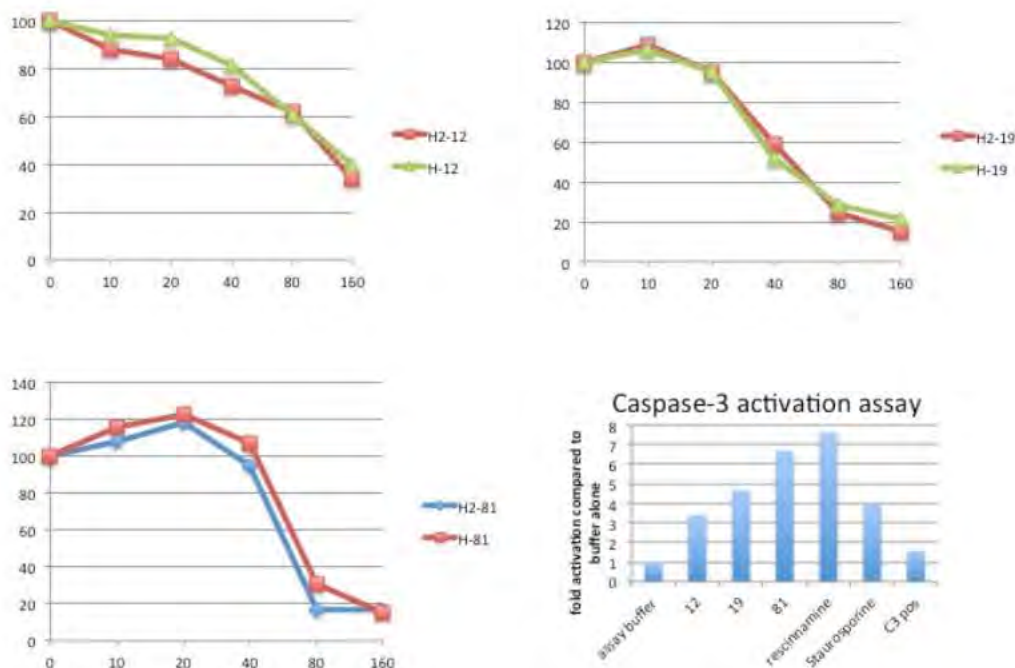 100
80
60
40
20
0
0 10 20 40 80 160
H2-12
H-12
120
100
80
60
40
20
0
0 10 20 40 80 160
H2-19
H-19
140
120
100
80
60
40
20
0
0 10 20 40 80 160
H2-81
H-81
Caspase-3 activation assay
fold activation compared to
buffer alone
8
7
6
5
4
3
2
1
0
assay buffer
12
19
81
rescinnamine
Staurosporine
C3 pos